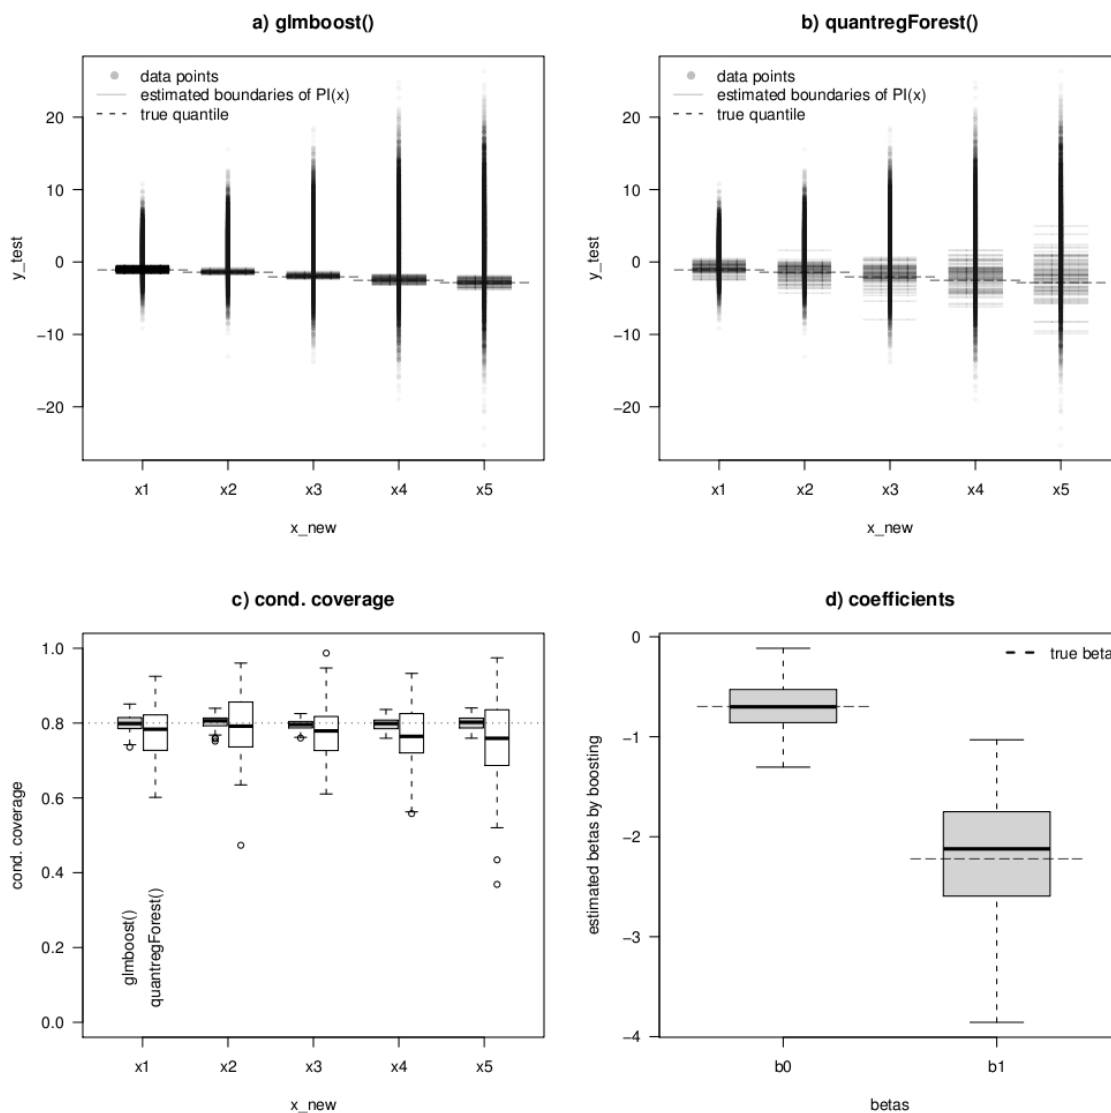 a) glmboost()
data points
estimated boundaries of PI(x)
true quantile
20
10
0
−10
−20
y_test
x1 x2 x3 x4 x5
x_new
b) quantregForest()
data points
estimated boundaries of PI(x)
true quantile
20
10
0
−10
−20
y_test
x1 x2 x3 x4 x5
x_new
c) cond. coverage
1.0
0.8
0.6
0.4
0.2
0.0
cond. coverage
glmboost()
quantregForest()
x1 x2 x3 x4 x5
x_new
d) coefficients
true beta
0
−1
−2
−3
−4
estimated betas by boosting
b0 b1
betas